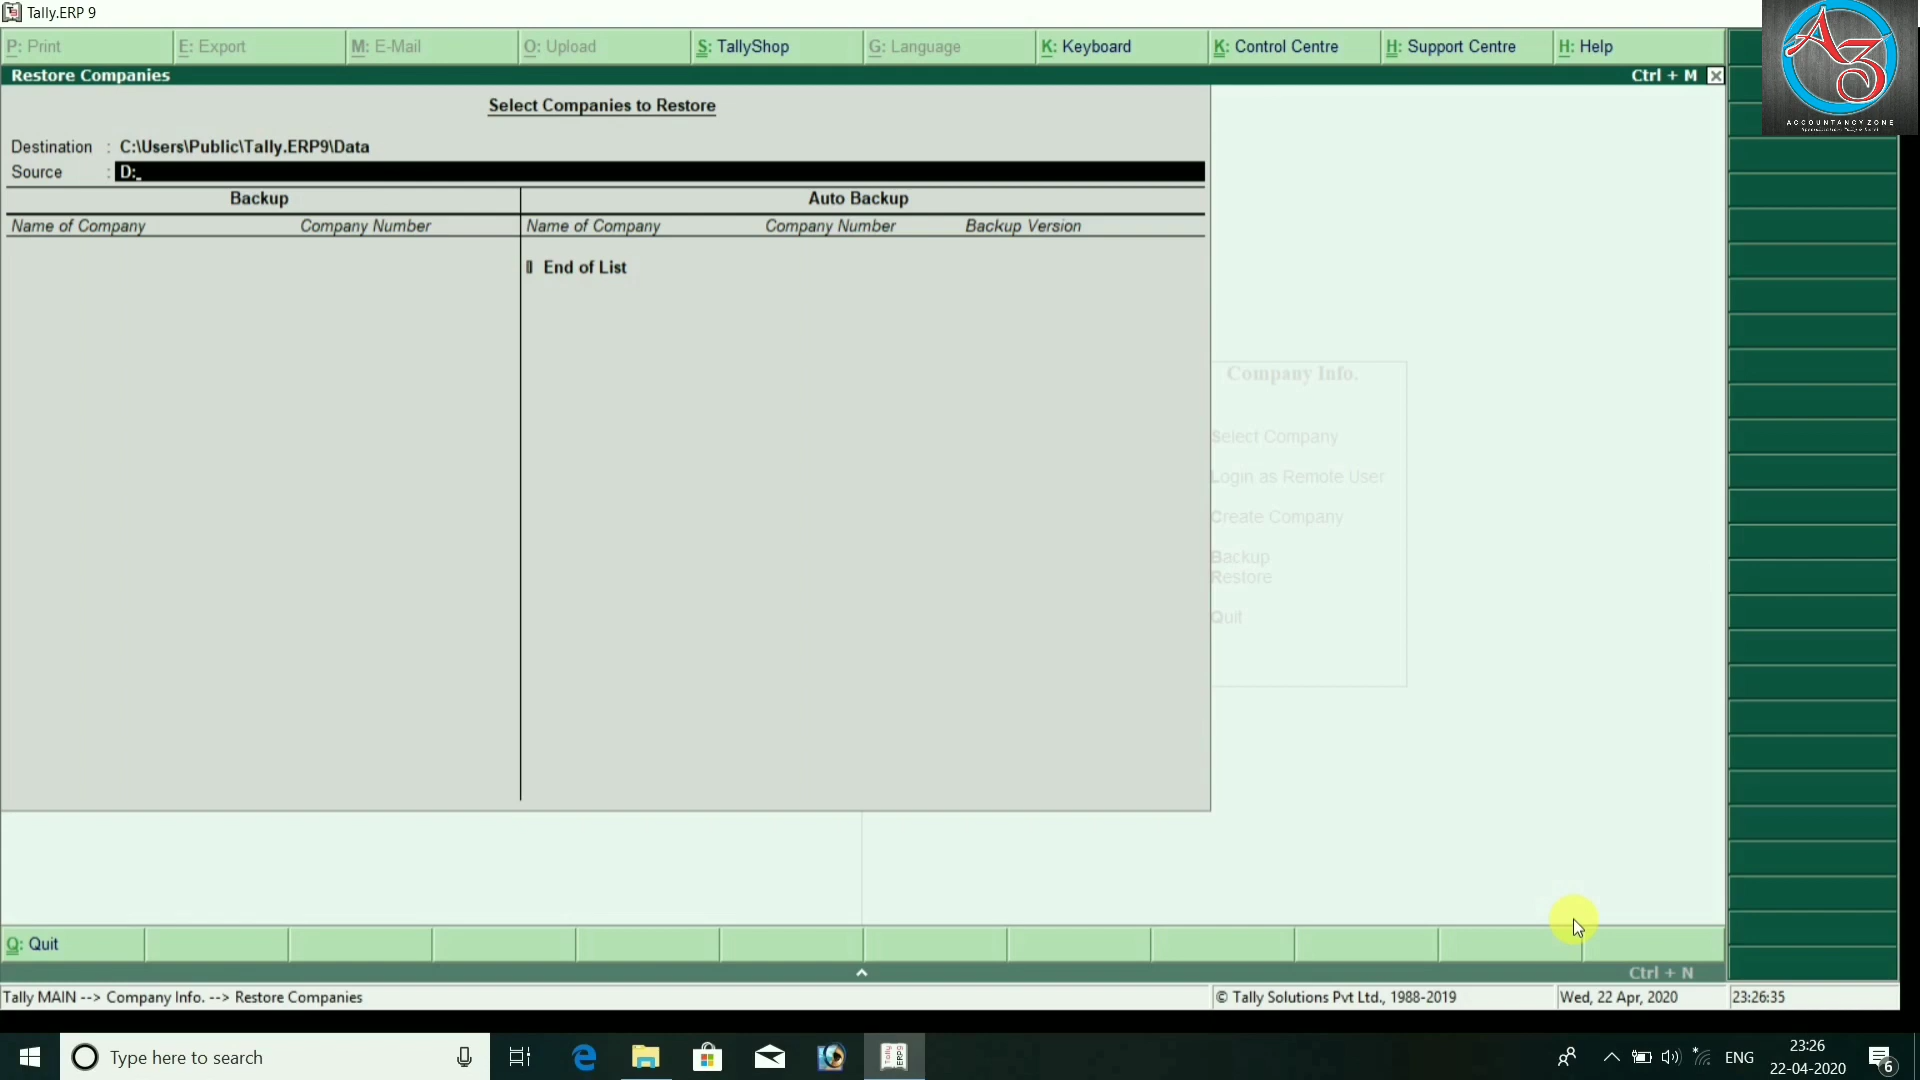 Tally.ERP 9
P: Print E: Export M: E-Mail O: Upload S: TallyShop G: Language K: Keyboard K: Control Centre H: Support Centre H: Help
Restore Companies Ctrl + M
Select Companies to Restore
Destination : C:\Users\Public\Tally.ERP9\Data
Source : D:_
Backup Auto Backup
Name of Company Company Number Name of Company Company Number Backup Version
End of List
Company Info.
Select Company
Login as Remote User
Create Company
Backup
Restore
Quit
Q: Quit
Ctrl + N
Tally MAIN --> Company Info. --> Restore Companies © Tally Solutions Pvt Ltd., 1988-2019 Wed, 22 Apr, 2020 23:26:35
Type here to search ENG 23:26
22-04-2020 6
ACCOUNTANCY ZONE